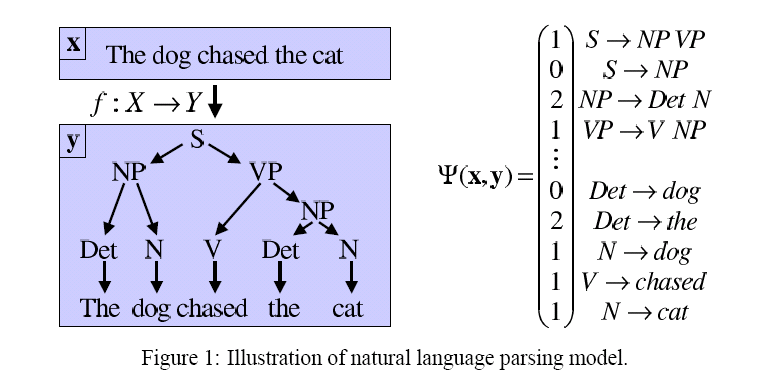 x
The dog chased the cat
f : X → Y
y
S
NP VP
NP
Det N V Det N
The dog chased the cat
Ψ(x,y) =
1 S → NP VP
0 S → NP
2 NP → Det N
1 VP → V NP
⋮
0 Det → dog
2 Det → the
1 N → dog
1 V → chased
1 N → cat
Figure 1: Illustration of natural language parsing model.